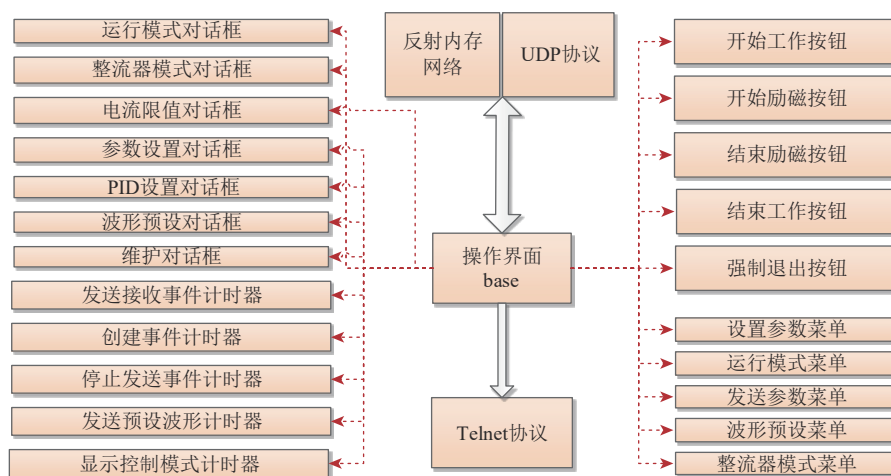 运行模式对话框
整流器模式对话框
电流限值对话框
参数设置对话框
PID设置对话框
波形预设对话框
维护对话框
发送接收事件计时器
创建事件计时器
停止发送事件计时器
发送预设波形计时器
显示控制模式计时器
反射内存
网络
UDP协议
操作界面
base
Telnet协议
开始工作按钮
开始励磁按钮
结束励磁按钮
结束工作按钮
强制退出按钮
设置参数菜单
运行模式菜单
发送参数菜单
波形预设菜单
整流器模式菜单